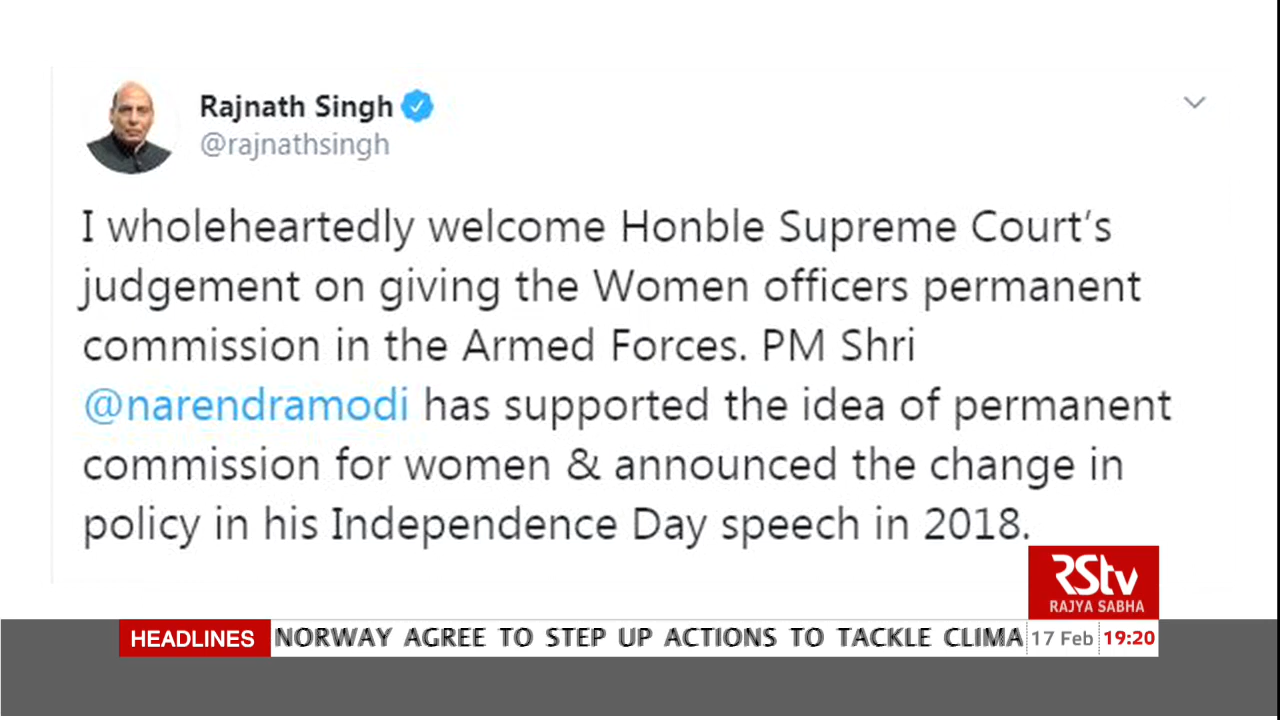 Rajnath Singh
@rajnathsingh
I wholeheartedly welcome Honble Supreme Court's
judgement on giving the Women officers permanent
commission in the Armed Forces. PM Shri
@narendramodi has supported the idea of permanent
commission for women & announced the change in
policy in his Independence Day speech in 2018.
RStv
RAJYA SABHA
HEADLINES NORWAY AGREE TO STEP UP ACTIONS TO TACKLE CLIMA 17 Feb 19:20